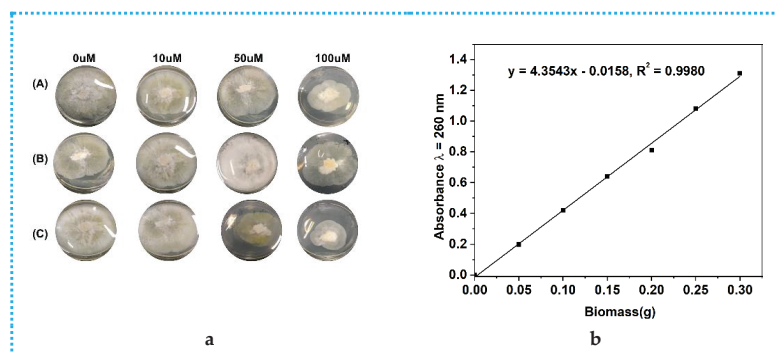 0uM 10uM 50uM 100uM
(A)
(B)
(C)
a
y = 4.3543x - 0.0158, R² = 0.9980
Absorbance λ = 260 nm
1.4
1.2
1.0
0.8
0.6
0.4
0.2
0.0
0.00 0.05 0.10 0.15 0.20 0.25 0.30
Biomass(g)
b